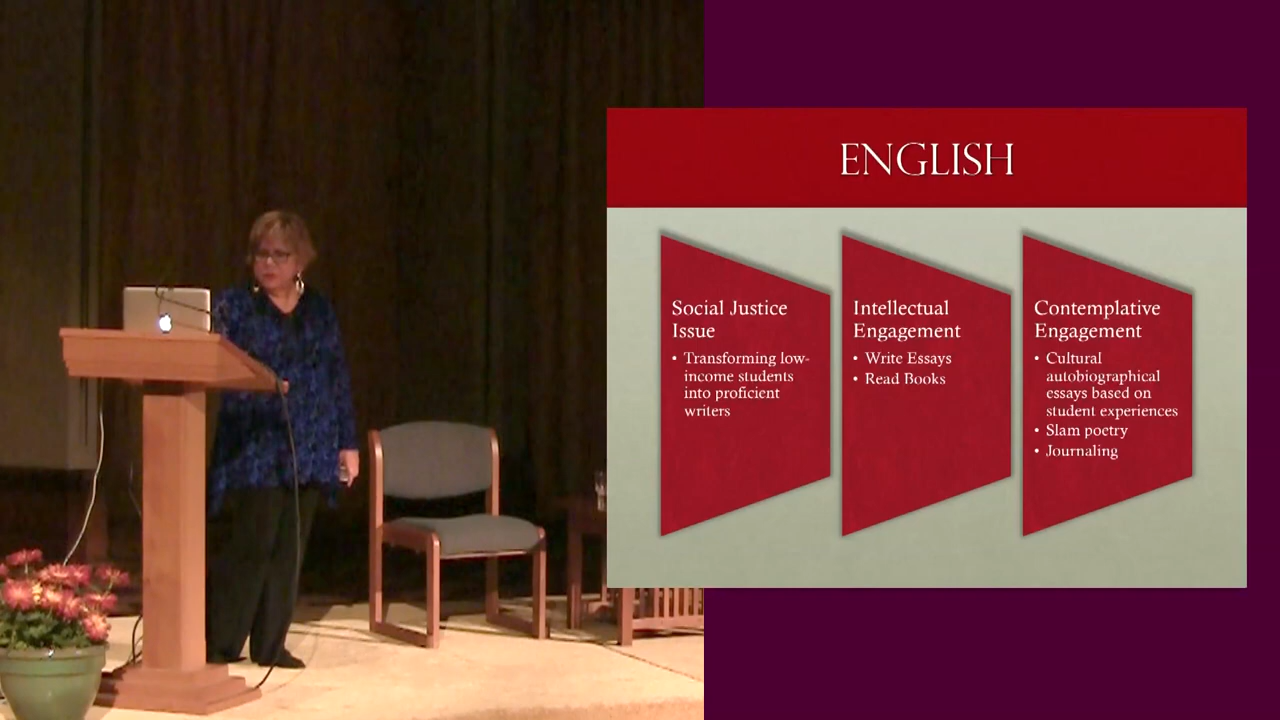 ENGLISH
Social Justice
Issue
• Transforming low-
income students
into proficient
writers
Intellectual
Engagement
• Write Essays
• Read Books
Contemplative
Engagement
• Cultural
autobiographical
essays based on
student experiences
• Slam poetry
• Journaling